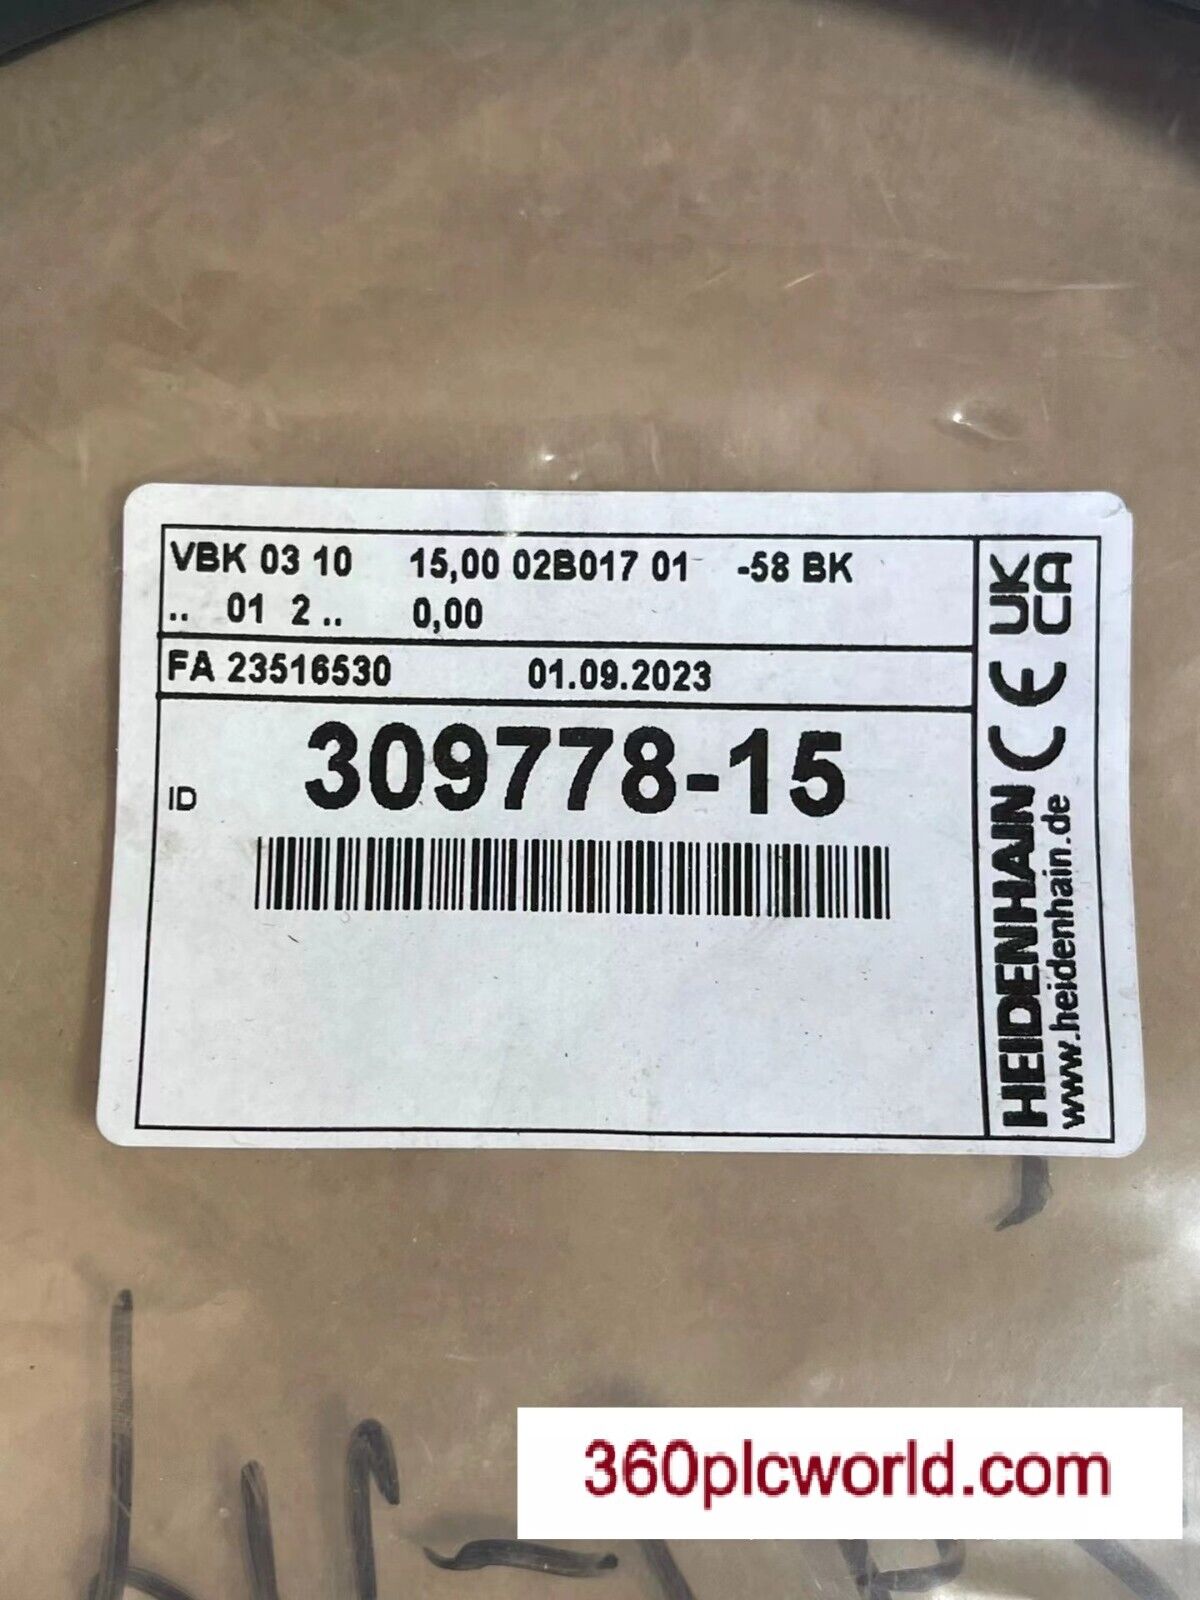 VBK 03 10 15,00 02B017 01 -58 BK
.. 01 2 .. 0,00
FA 23516530 01.09.2023
ID 309778-15
HEIDENHAIN CE UK CA
www.heidenhain.de
360plcworld.com